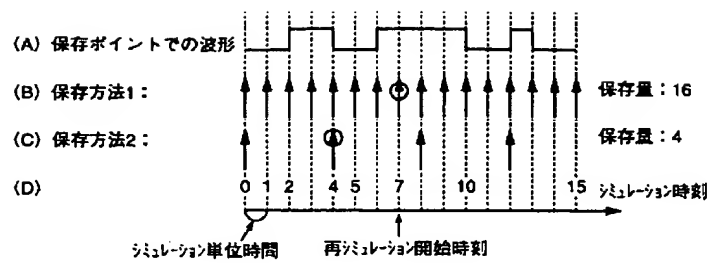 (A) 保存ポイントでの波形
(B) 保存方法1: 保存量:16
(C) 保存方法2: 保存量:4
(D) 0 1 2 4 5 7 10 15 シミュレーション時刻
シミュレーション単位時間 再シミュレーション開始時刻